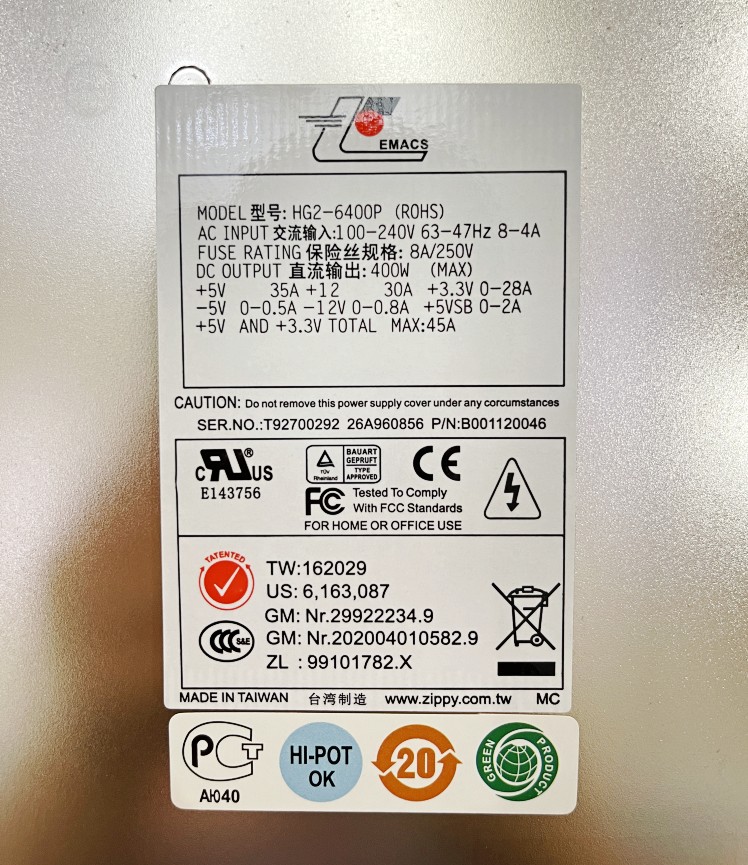 EMACS
MODEL 型号: HG2-6400P (ROHS)
AC INPUT 交流输入:100-240V 63-47Hz 8-4A
FUSE RATING 保险丝规格: 8A/250V
DC OUTPUT 直流输出: 400W (MAX)
+5V 35A +12 30A +3.3V 0-28A
-5V 0-0.5A -12V 0-0.8A +5VSB 0-2A
+5V AND +3.3V TOTAL MAX:45A
CAUTION: Do not remove this power supply cover under any corcumstances
SER.NO.:T92700292 26A960856 P/N:B001120046
c RU ® US
E143756
TÜV Rheinland
BAUART
GEPRUFT
TYPE
APPROVED
CE
FC Tested To Comply
With FCC Standards
FOR HOME OR OFFICE USE
TATENTED
TW:162029
US: 6,163,087
GM: Nr.29922234.9
CCC S&E
GM: Nr.202004010582.9
ZL : 99101782.X
MADE IN TAIWAN 台湾制造 www.zippy.com.tw MC
РСТ
АЮ40
HI-POT
OK
20
GREEN PRODUCT